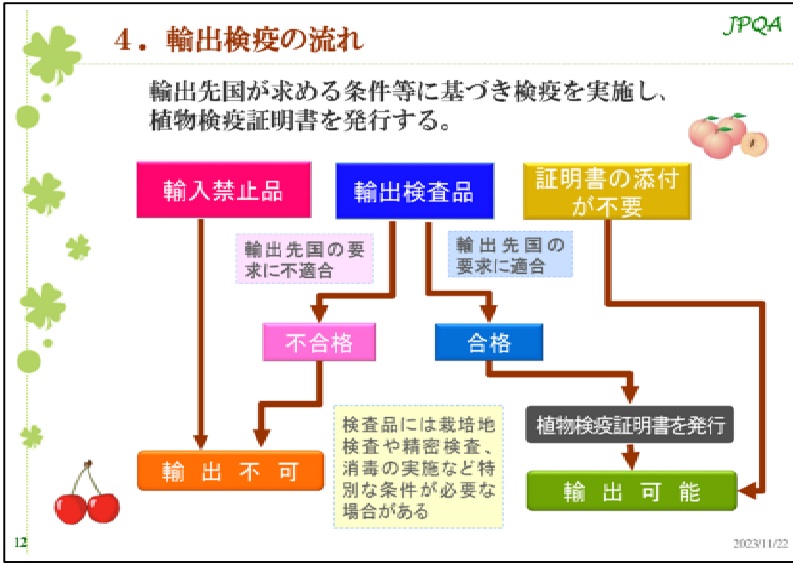 JPQA
4．輸出検疫の流れ
輸出先国が求める条件等に基づき検疫を実施し、
植物検疫証明書を発行する。
輸入禁止品
輸出検査品
証明書の添付
が不要
輸出先国の要
求に不適合
輸出先国の
要求に適合
不合格
合格
検査品には栽培地
検査や精密検査、
消毒の実施など特
別な条件が必要な
場合がある
植物検疫証明書を発行
輸出不可
輸出可能
12
2023/11/22